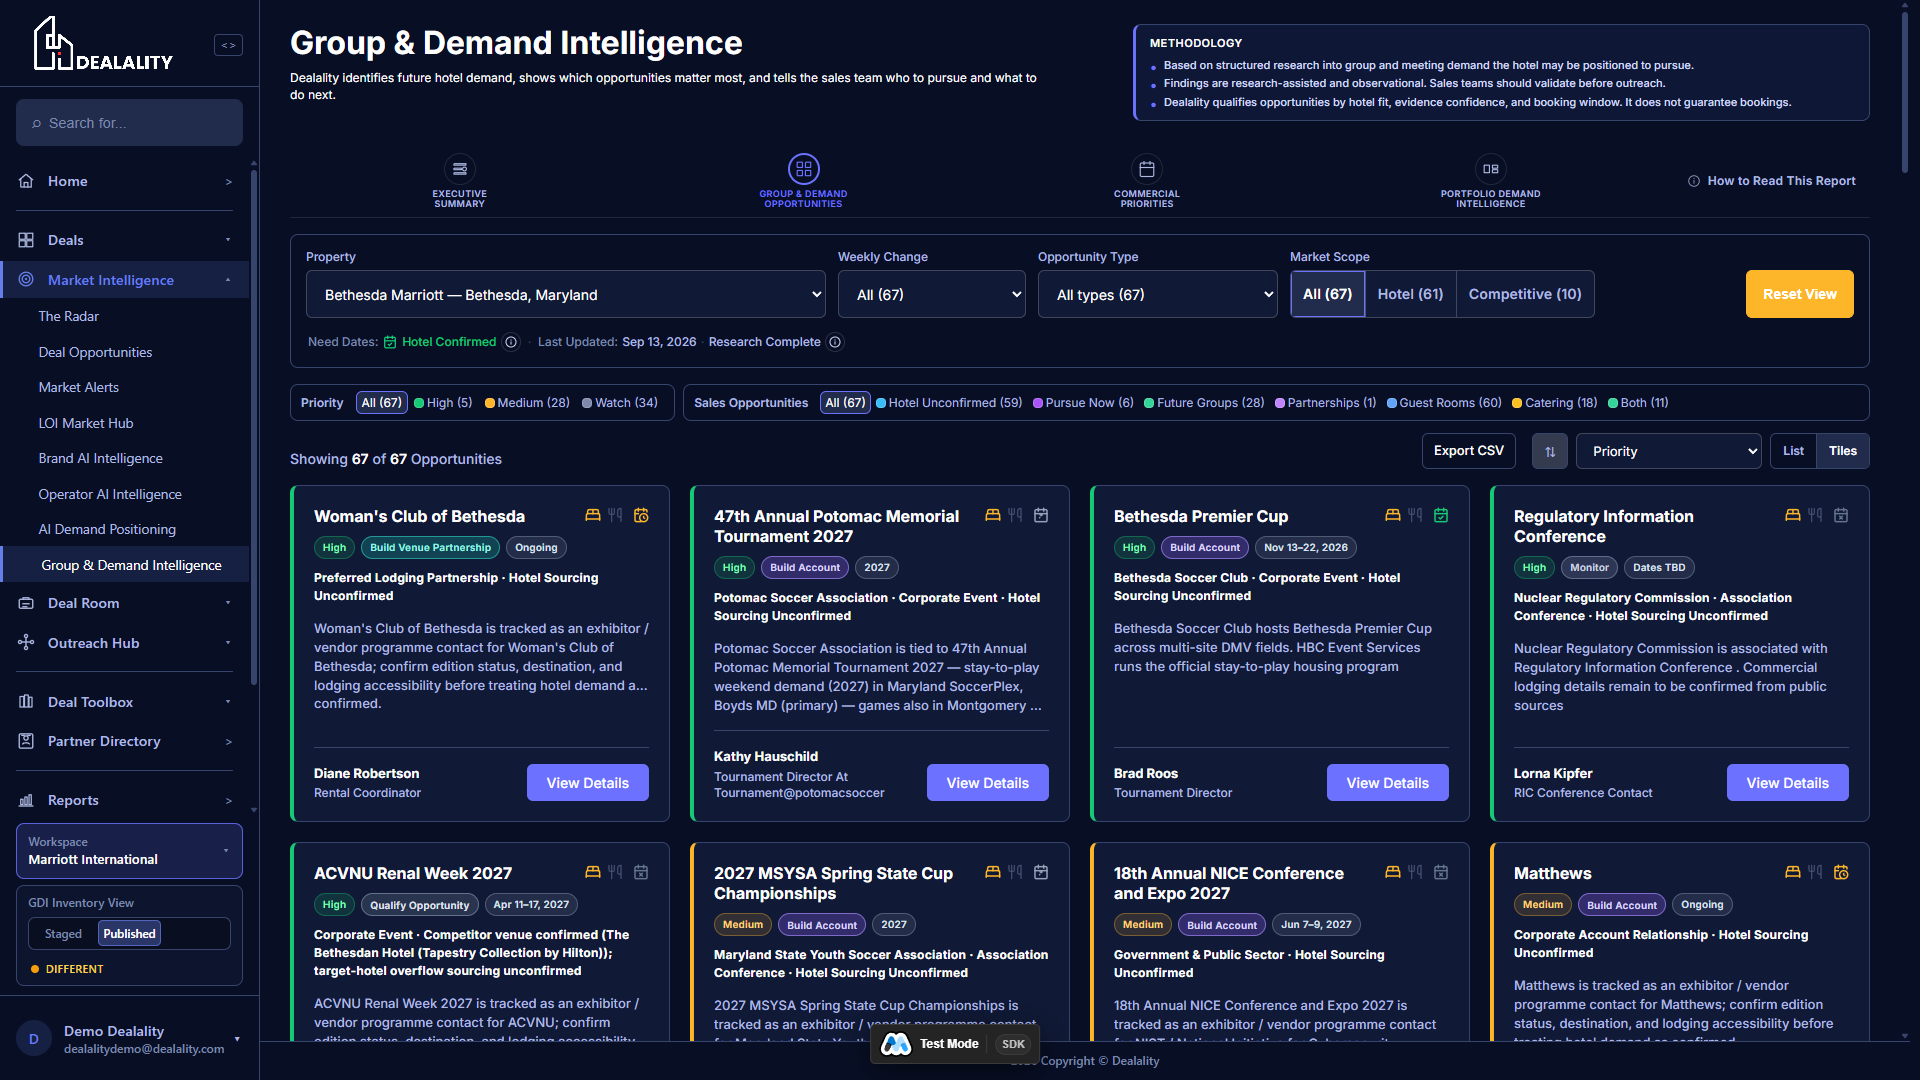 DEALALITY
< >
Search for...
Home
Deals
Market Intelligence
The Radar
Deal Opportunities
Market Alerts
LOI Market Hub
Brand AI Intelligence
Operator AI Intelligence
AI Demand Positioning
Group & Demand Intelligence
Deal Room
Outreach Hub
Deal Toolbox
Partner Directory
Reports
Workspace
Marriott International
GDI Inventory View
Staged
Published
DIFFERENT
D
Demo Dealality
dealalitydemo@dealality.com
Group & Demand Intelligence
Dealality identifies future hotel demand, shows which opportunities matter most, and tells the sales team who to pursue and what to
do next.
METHODOLOGY
Based on structured research into group and meeting demand the hotel may be positioned to pursue.
Findings are research-assisted and observational. Sales teams should validate before outreach.
Dealality qualifies opportunities by hotel fit, evidence confidence, and booking window. It does not guarantee bookings.
EXECUTIVE
SUMMARY
GROUP & DEMAND
OPPORTUNITIES
COMMERCIAL
PRIORITIES
PORTFOLIO DEMAND
INTELLIGENCE
How to Read This Report
Property
Bethesda Marriott — Bethesda, Maryland
Weekly Change
All (67)
Opportunity Type
All types (67)
Market Scope
All (67)
Hotel (61)
Competitive (10)
Reset View
Need Dates: Hotel Confirmed · Last Updated: Sep 13, 2026 · Research Complete
Priority All (67) High (5) Medium (28) Watch (34)
Sales Opportunities All (67) Hotel Unconfirmed (59) Pursue Now (6) Future Groups (28) Partnerships (1) Guest Rooms (60) Catering (18) Both (11)
Showing 67 of 67 Opportunities
Export CSV
Priority
List
Tiles
Woman's Club of Bethesda
High
Build Venue Partnership
Ongoing
Preferred Lodging Partnership · Hotel Sourcing
Unconfirmed
Woman's Club of Bethesda is tracked as an exhibitor /
vendor programme contact for Woman's Club of
Bethesda; confirm edition status, destination, and
lodging accessibility before treating hotel demand a...
confirmed.
Diane Robertson
Rental Coordinator
View Details
47th Annual Potomac Memorial
Tournament 2027
High
Build Account
2027
Potomac Soccer Association · Corporate Event · Hotel
Sourcing Unconfirmed
Potomac Soccer Association is tied to 47th Annual
Potomac Memorial Tournament 2027 — stay-to-play
weekend demand (2027) in Maryland SoccerPlex,
Boyds MD (primary) — games also in Montgomery ...
Kathy Hauschild
Tournament Director At
Tournament@potomacsoccer
View Details
Bethesda Premier Cup
High
Build Account
Nov 13–22, 2026
Bethesda Soccer Club · Corporate Event · Hotel
Sourcing Unconfirmed
Bethesda Soccer Club hosts Bethesda Premier Cup
across multi-site DMV fields. HBC Event Services
runs the official stay-to-play housing program
Brad Roos
Tournament Director
View Details
Regulatory Information
Conference
High
Monitor
Dates TBD
Nuclear Regulatory Commission · Association
Conference · Hotel Sourcing Unconfirmed
Nuclear Regulatory Commission is associated with
Regulatory Information Conference . Commercial
lodging details remain to be confirmed from public
sources
Lorna Kipfer
RIC Conference Contact
View Details
ACVNU Renal Week 2027
High
Qualify Opportunity
Apr 11–17, 2027
Corporate Event · Competitor venue confirmed (The
Bethesdan Hotel (Tapestry Collection by Hilton));
target-hotel overflow sourcing unconfirmed
ACVNU Renal Week 2027 is tracked as an exhibitor /
vendor programme contact for ACVNU; confirm
edition status, destination, and lodging accessibility
2027 MSYSA Spring State Cup
Championships
Medium
Build Account
2027
Maryland State Youth Soccer Association · Association
Conference · Hotel Sourcing Unconfirmed
2027 MSYSA Spring State Cup Championships is
tracked as an exhibitor / vendor programme contact
for Maryland State
18th Annual NICE Conference
and Expo 2027
Medium
Build Account
Jun 7–9, 2027
Government & Public Sector · Hotel Sourcing
Unconfirmed
18th Annual NICE Conference and Expo 2027 is
tracked as an exhibitor / vendor programme contact
Matthews
Medium
Build Account
Ongoing
Corporate Account Relationship · Hotel Sourcing
Unconfirmed
Matthews is tracked as an exhibitor / vendor
programme contact for Matthews; confirm edition
status, destination, and lodging accessibility before
treating hotel demand as confirmed.
Test Mode
SDK
Copyright © Dealality